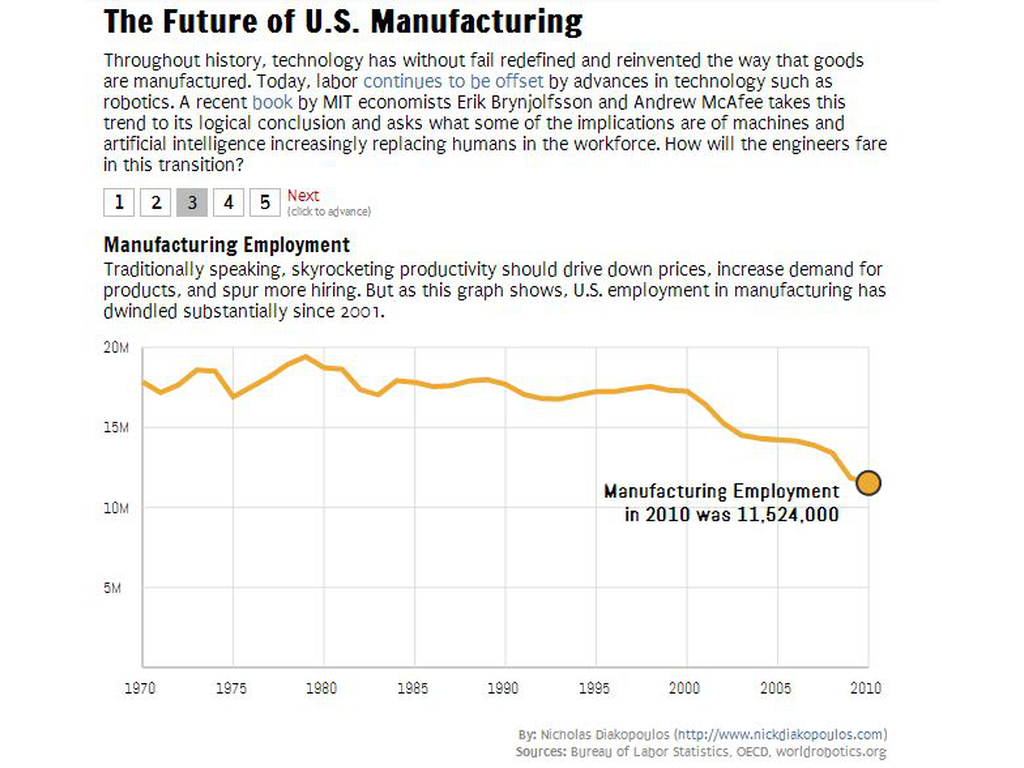 The Future of U.S. Manufacturing
Throughout history, technology has without fail redefined and reinvented the way that goods
are manufactured. Today, labor continues to be offset by advances in technology such as
robotics. A recent book by MIT economists Erik Brynjolfsson and Andrew McAfee takes this
trend to its logical conclusion and asks what some of the implications are of machines and
artificial intelligence increasingly replacing humans in the workforce. How will the engineers fare
in this transition?
1 2 3 4 5 Next
(click to advance)
Manufacturing Employment
Traditionally speaking, skyrocketing productivity should drive down prices, increase demand for
products, and spur more hiring. But as this graph shows, U.S. employment in manufacturing has
dwindled substantially since 2001.
20M
15M
10M
5M
Manufacturing Employment
in 2010 was 11,524,000
1970 1975 1980 1985 1990 1995 2000 2005 2010
By: Nicholas Diakopoulos (http://www.nickdiakopoulos.com)
Sources: Bureau of Labor Statistics, OECD, worldrobotics.org